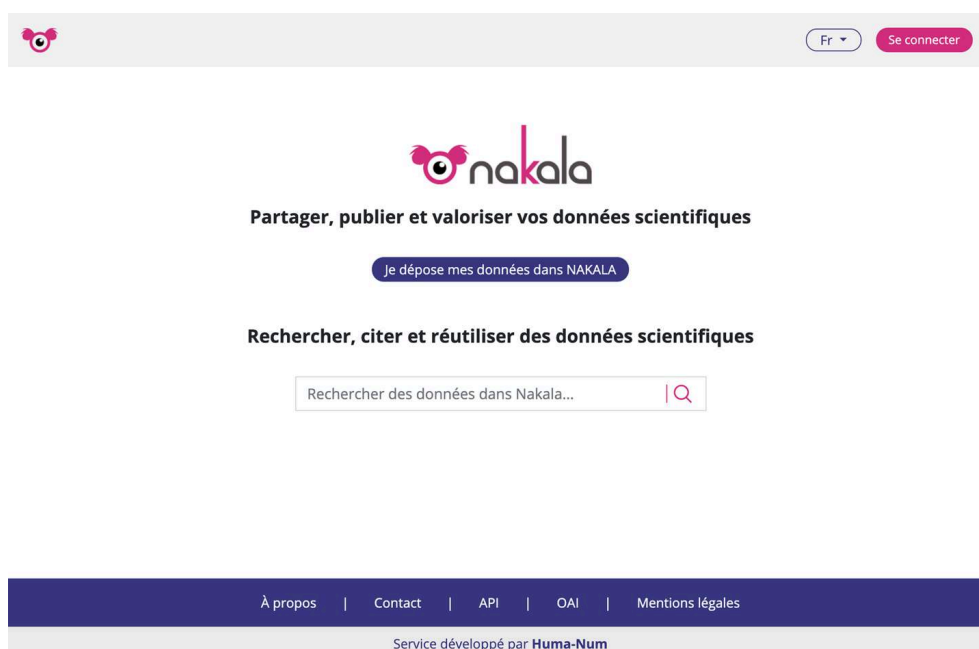 Fr
Se connecter
nakala
Partager, publier et valoriser vos données scientifiques
Je dépose mes données dans NAKALA
Rechercher, citer et réutiliser des données scientifiques
Rechercher des données dans Nakala...
À propos | Contact | API | OAI | Mentions légales
Service développé par Huma-Num